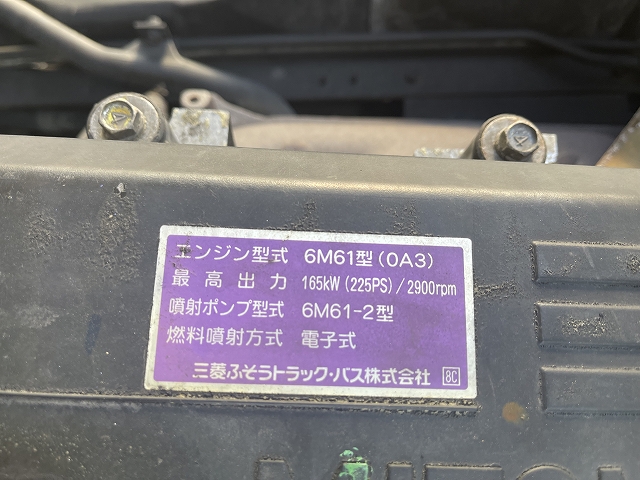 エンジン型式 6M61型(0A3)
最高出力 165kW(225PS)/2900rpm
噴射ポンプ型式 6M61-2型
燃料噴射方式 電子式
三菱ふそうトラック・バス株式会社 8C